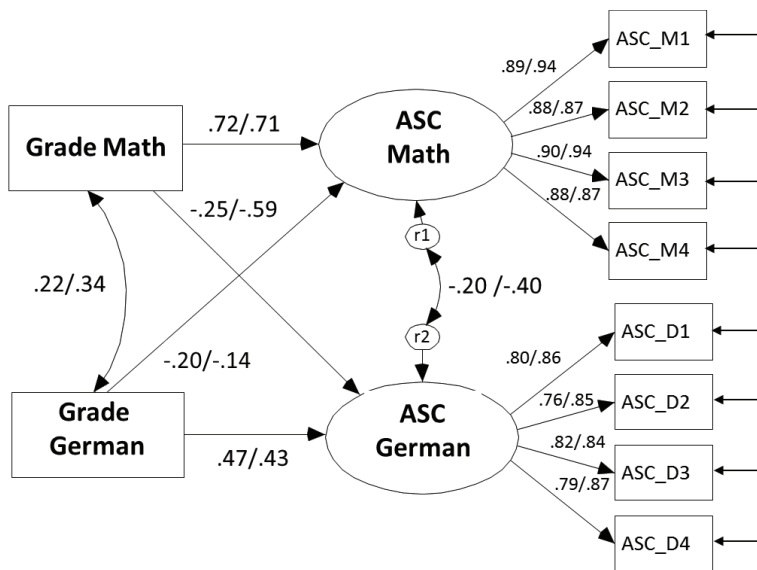 ASC_M1
.89/.94
ASC
Math
.88/.87
ASC_M2
.72/.71
Grade Math
.90/.94
ASC_M3
.88/.87
-.25/-.59
r1
ASC_M4
.22/.34
-.20 /-.40
r2
ASC_D1
-.20/-.14
.80/.86
Grade
German
ASC
German
.76/.85
ASC_D2
.47/.43
.82/.84
ASC_D3
.79/.87
ASC_D4